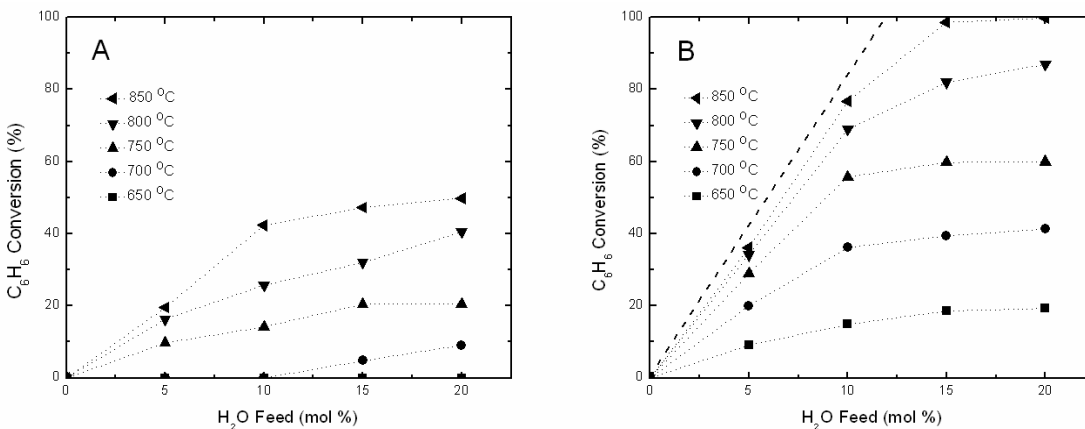 A
C₆H₆ Conversion (%)
100
80
60
40
20
0
850 °C
800 °C
750 °C
700 °C
650 °C
0 5 10 15 20
H₂O Feed (mol %)
B
C₆H₆ Conversion (%)
100
80
60
40
20
0
850 °C
800 °C
750 °C
700 °C
650 °C
0 5 10 15 20
H₂O Feed (mol %)